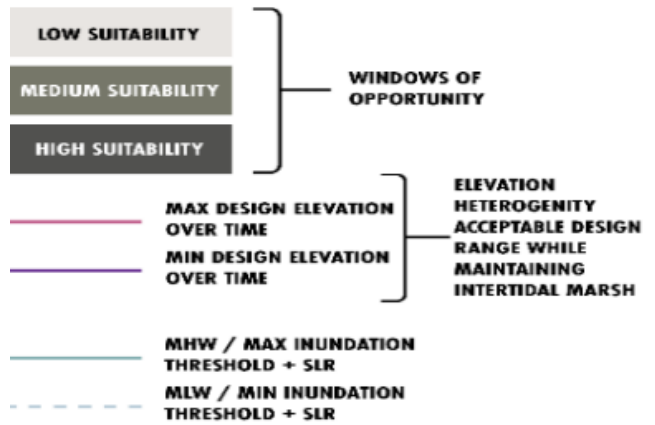 LOW SUITABILITY
MEDIUM SUITABILITY
HIGH SUITABILITY
WINDOWS OF
OPPORTUNITY
MAX DESIGN ELEVATION
OVER TIME
MIN DESIGN ELEVATION
OVER TIME
ELEVATION
HETEROGENITY
ACCEPTABLE DESIGN
RANGE WHILE
MAINTAINING
INTERTIDAL MARSH
MHW / MAX INUNDATION
THRESHOLD + SLR
MLW / MIN INUNDATION
THRESHOLD + SLR